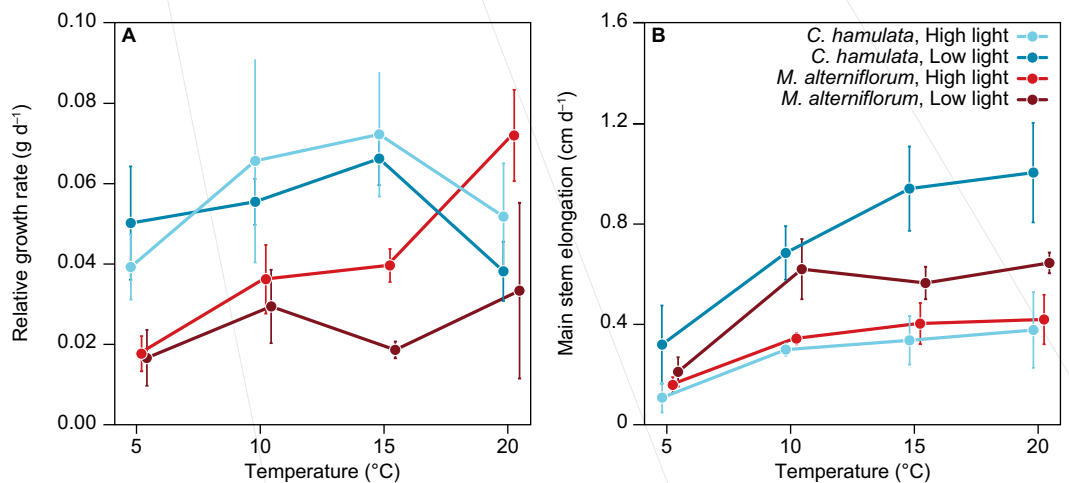 A
Relative growth rate (g d⁻¹)
0.10
0.08
0.06
0.04
0.02
0.00
5 10 15 20
Temperature (°C)
B
C. hamulata, High light
C. hamulata, Low light
M. alterniflorum, High light
M. alterniflorum, Low light
Main stem elongation (cm d⁻¹)
1.6
1.2
0.8
0.4
0
5 10 15 20
Temperature (°C)